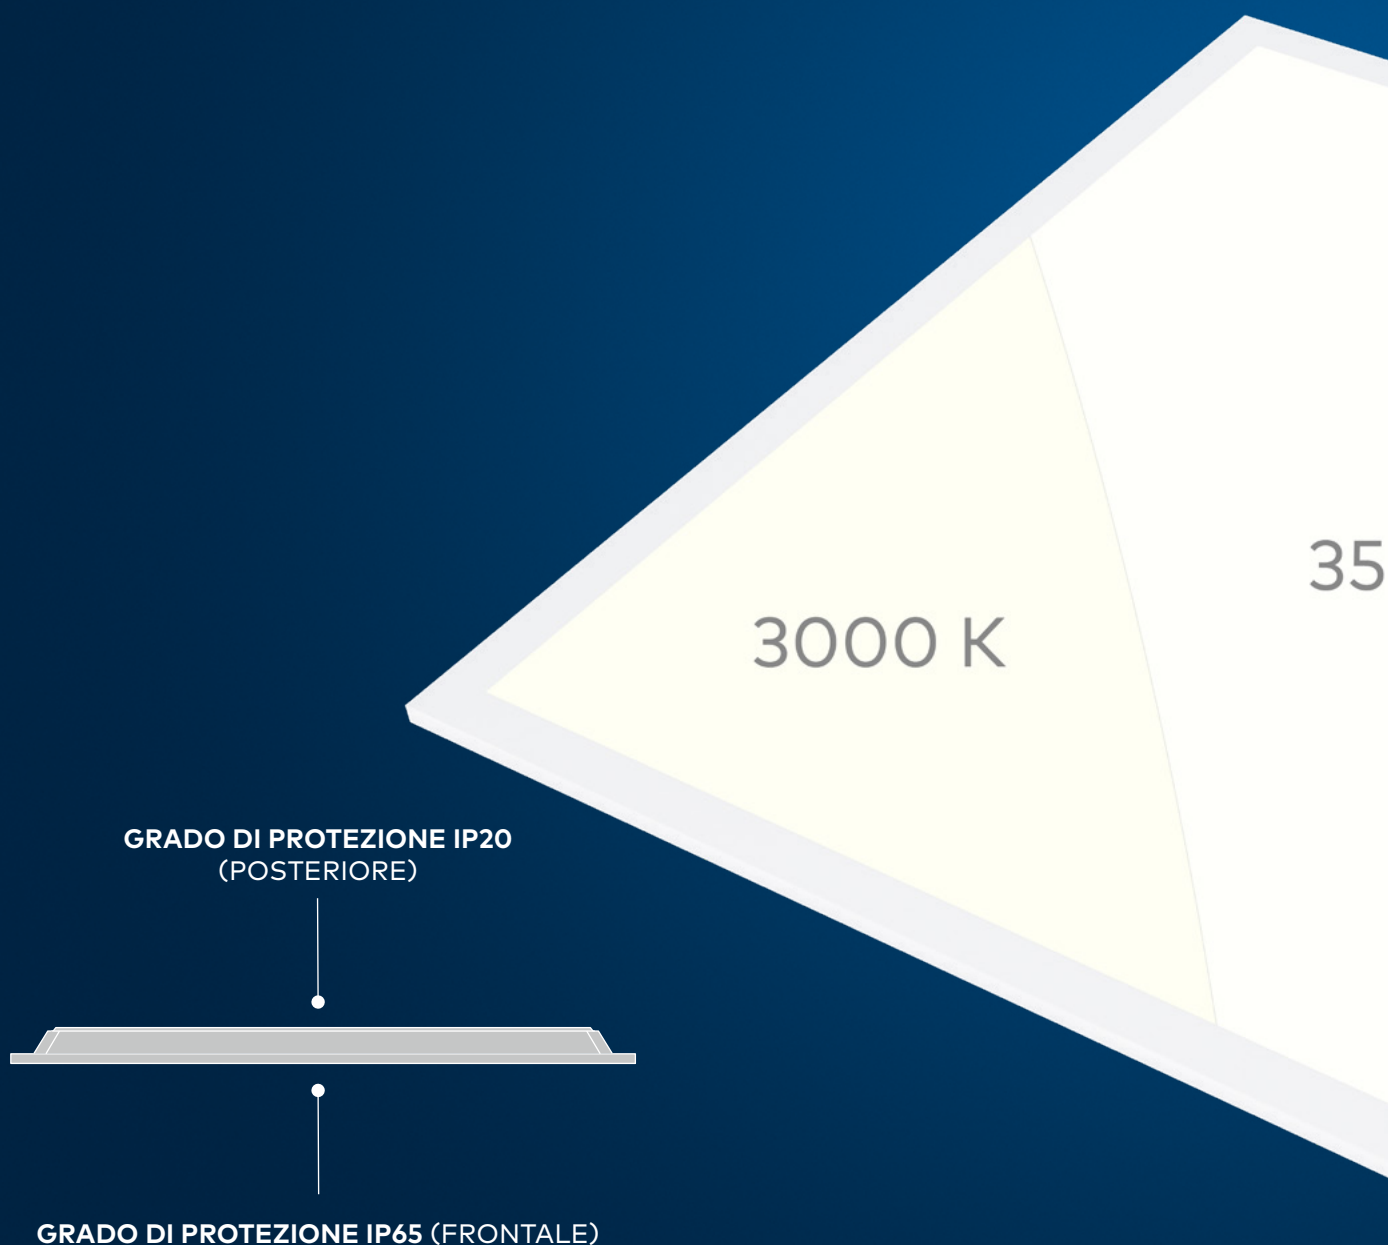 35
3000 K
GRADO DI PROTEZIONE IP20
(POSTERIORE)
GRADO DI PROTEZIONE IP65 (FRONTALE)